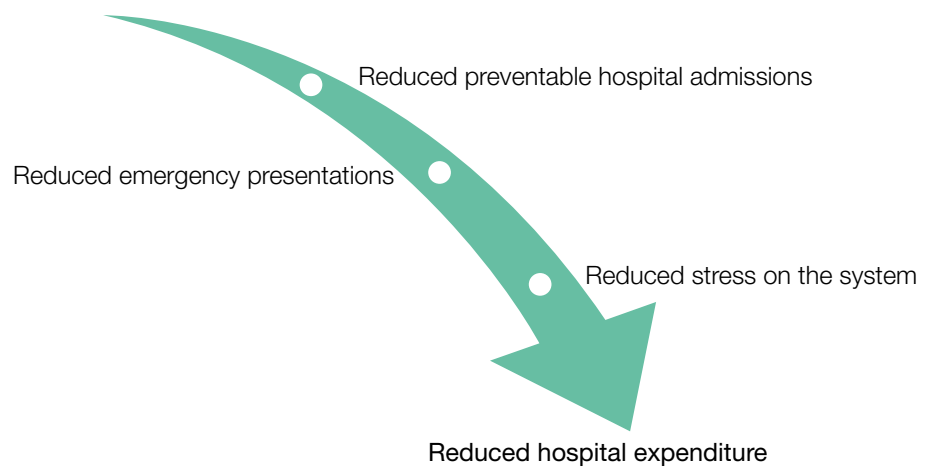 Reduced preventable hospital admissions
Reduced emergency presentations
Reduced stress on the system
Reduced hospital expenditure